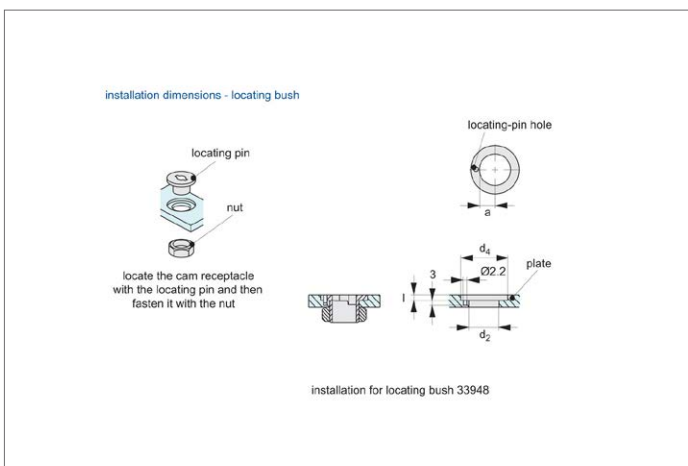 installation dimensions - locating bush
locating-pin hole
locating pin
nut
a
locate the cam receptacle
with the locating pin and then
fasten it with the nut
d4
3
Ø2.2
plate
l
d2
installation for locating bush 33948